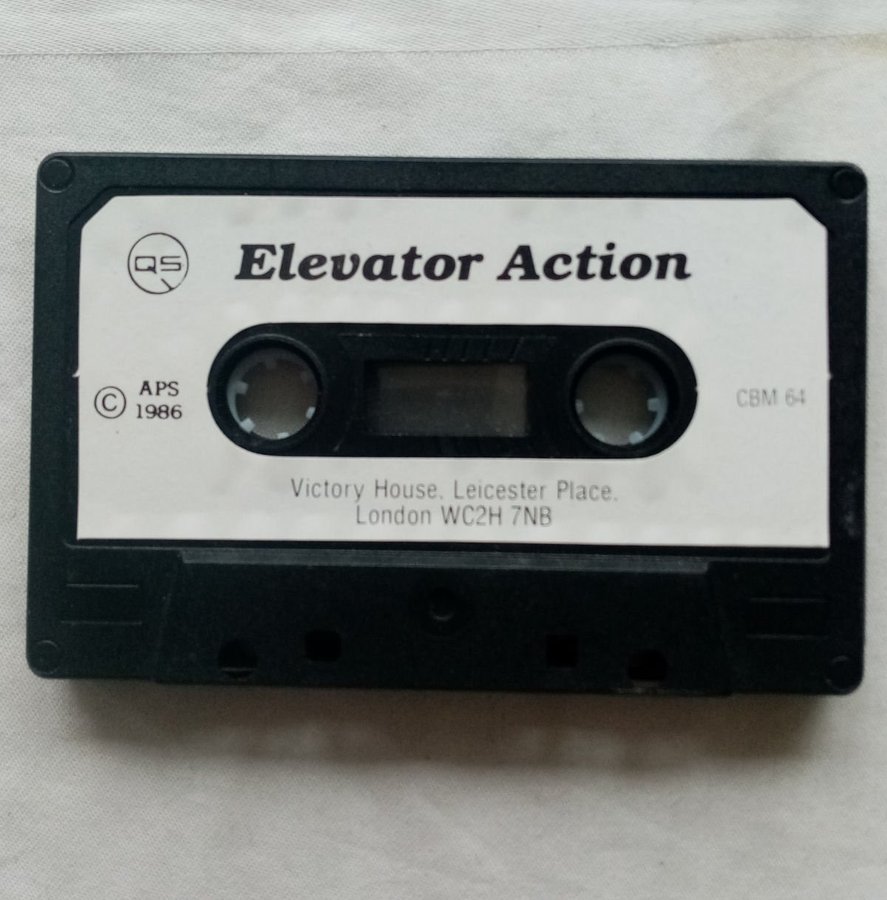 QS
Elevator Action
© APS
1986
CBM 64
Victory House, Leicester Place,
London WC2H 7NB